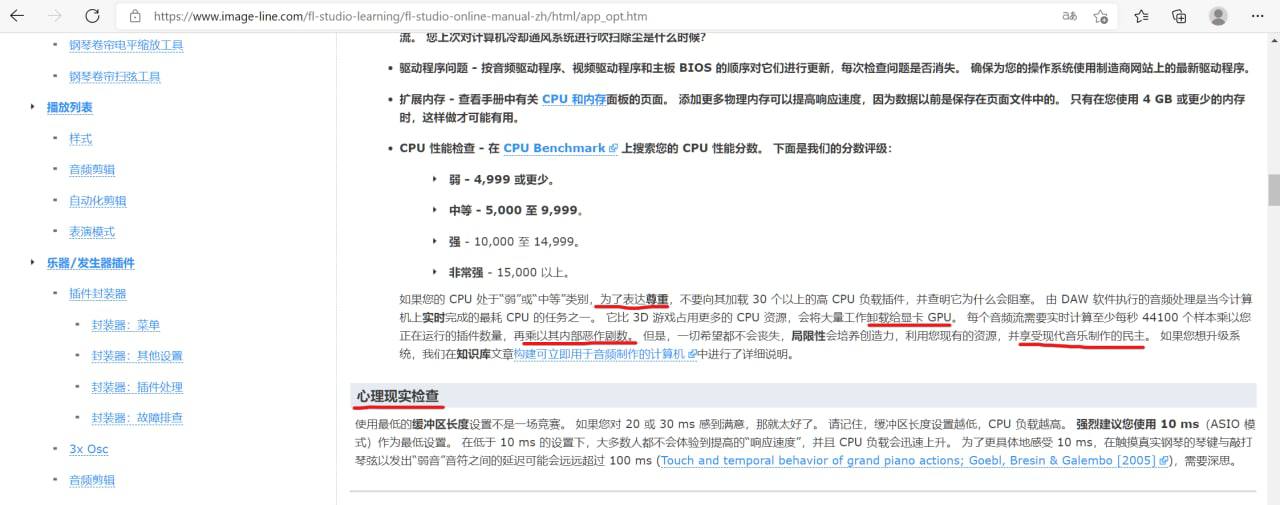 https://www.image-line.com/fl-studio-learning/fl-studio-online-manual-zh/html/app_opt.htm
钢琴卷帘电平缩放工具
钢琴卷帘扫弦工具
播放列表
样式
音频剪辑
自动化剪辑
表演模式
乐器/发生器插件
插件封装器
封装器：菜单
封装器：其他设置
封装器：插件处理
封装器：故障排查
3x Osc
音频剪辑
流。 您上次对计算机冷却通风系统进行吹扫除尘是什么时候?
驱动程序问题 - 按音频驱动程序、视频驱动程序和主板 BIOS 的顺序对它们进行更新，每次检查问题是否消失。 确保为您的操作系统使用制造商网站上的最新驱动程序。
扩展内存 - 查看手册中有关 CPU 和内存面板的页面。 添加更多物理内存可以提高响应速度，因为数据以前是保存在页面文件中的。 只有在您使用 4 GB 或更少的内存
时，这样做才可能有用。
CPU 性能检查 - 在 CPU Benchmark 上搜索您的 CPU 性能分数。 下面是我们的分数评级：
弱 - 4,999 或更少。
中等 - 5,000 至 9,999。
强 - 10,000 至 14,999。
非常强 - 15,000 以上。
如果您的 CPU 处于“弱”或“中等”类别，为了表达尊重，不要向其加载 30 个以上的高 CPU 负载插件，并查明它为什么会阻塞。 由 DAW 软件执行的音频处理是当今计算
机上实时完成的最耗 CPU 的任务之一。 它比 3D 游戏占用更多的 CPU 资源，会将大量工作卸载给显卡 GPU。 每个音频流需要实时计算至少每秒 44100 个样本乘以您
正在运行的插件数量，再乘以其内部恶作剧数。 但是，一切希望都不会丧失，局限性会培养创造力，利用您现有的资源，并享受现代音乐制作的民主。 如果您想升级系
统，我们在知识库文章构建可立即用于音频制作的计算机 中进行了详细说明。
心理现实检查
使用最低的缓冲区长度设置不是一场竞赛。 如果您对 20 或 30 ms 感到满意，那就太好了。 请记住，缓冲区长度设置越低，CPU 负载越高。 强烈建议您使用 10 ms（ASIO 模
式）作为最低设置。 在低于 10 ms 的设置下，大多数人都不会体验到提高的“响应速度”，并且 CPU 负载会迅速上升。 为了更具体地感受 10 ms，在触摸真实钢琴的琴键与敲打
琴弦以发出“弱音”音符之间的延迟可能会远远超过 100 ms (Touch and temporal behavior of grand piano actions; Goebl, Bresin & Galembo [2005] )，需要深思。